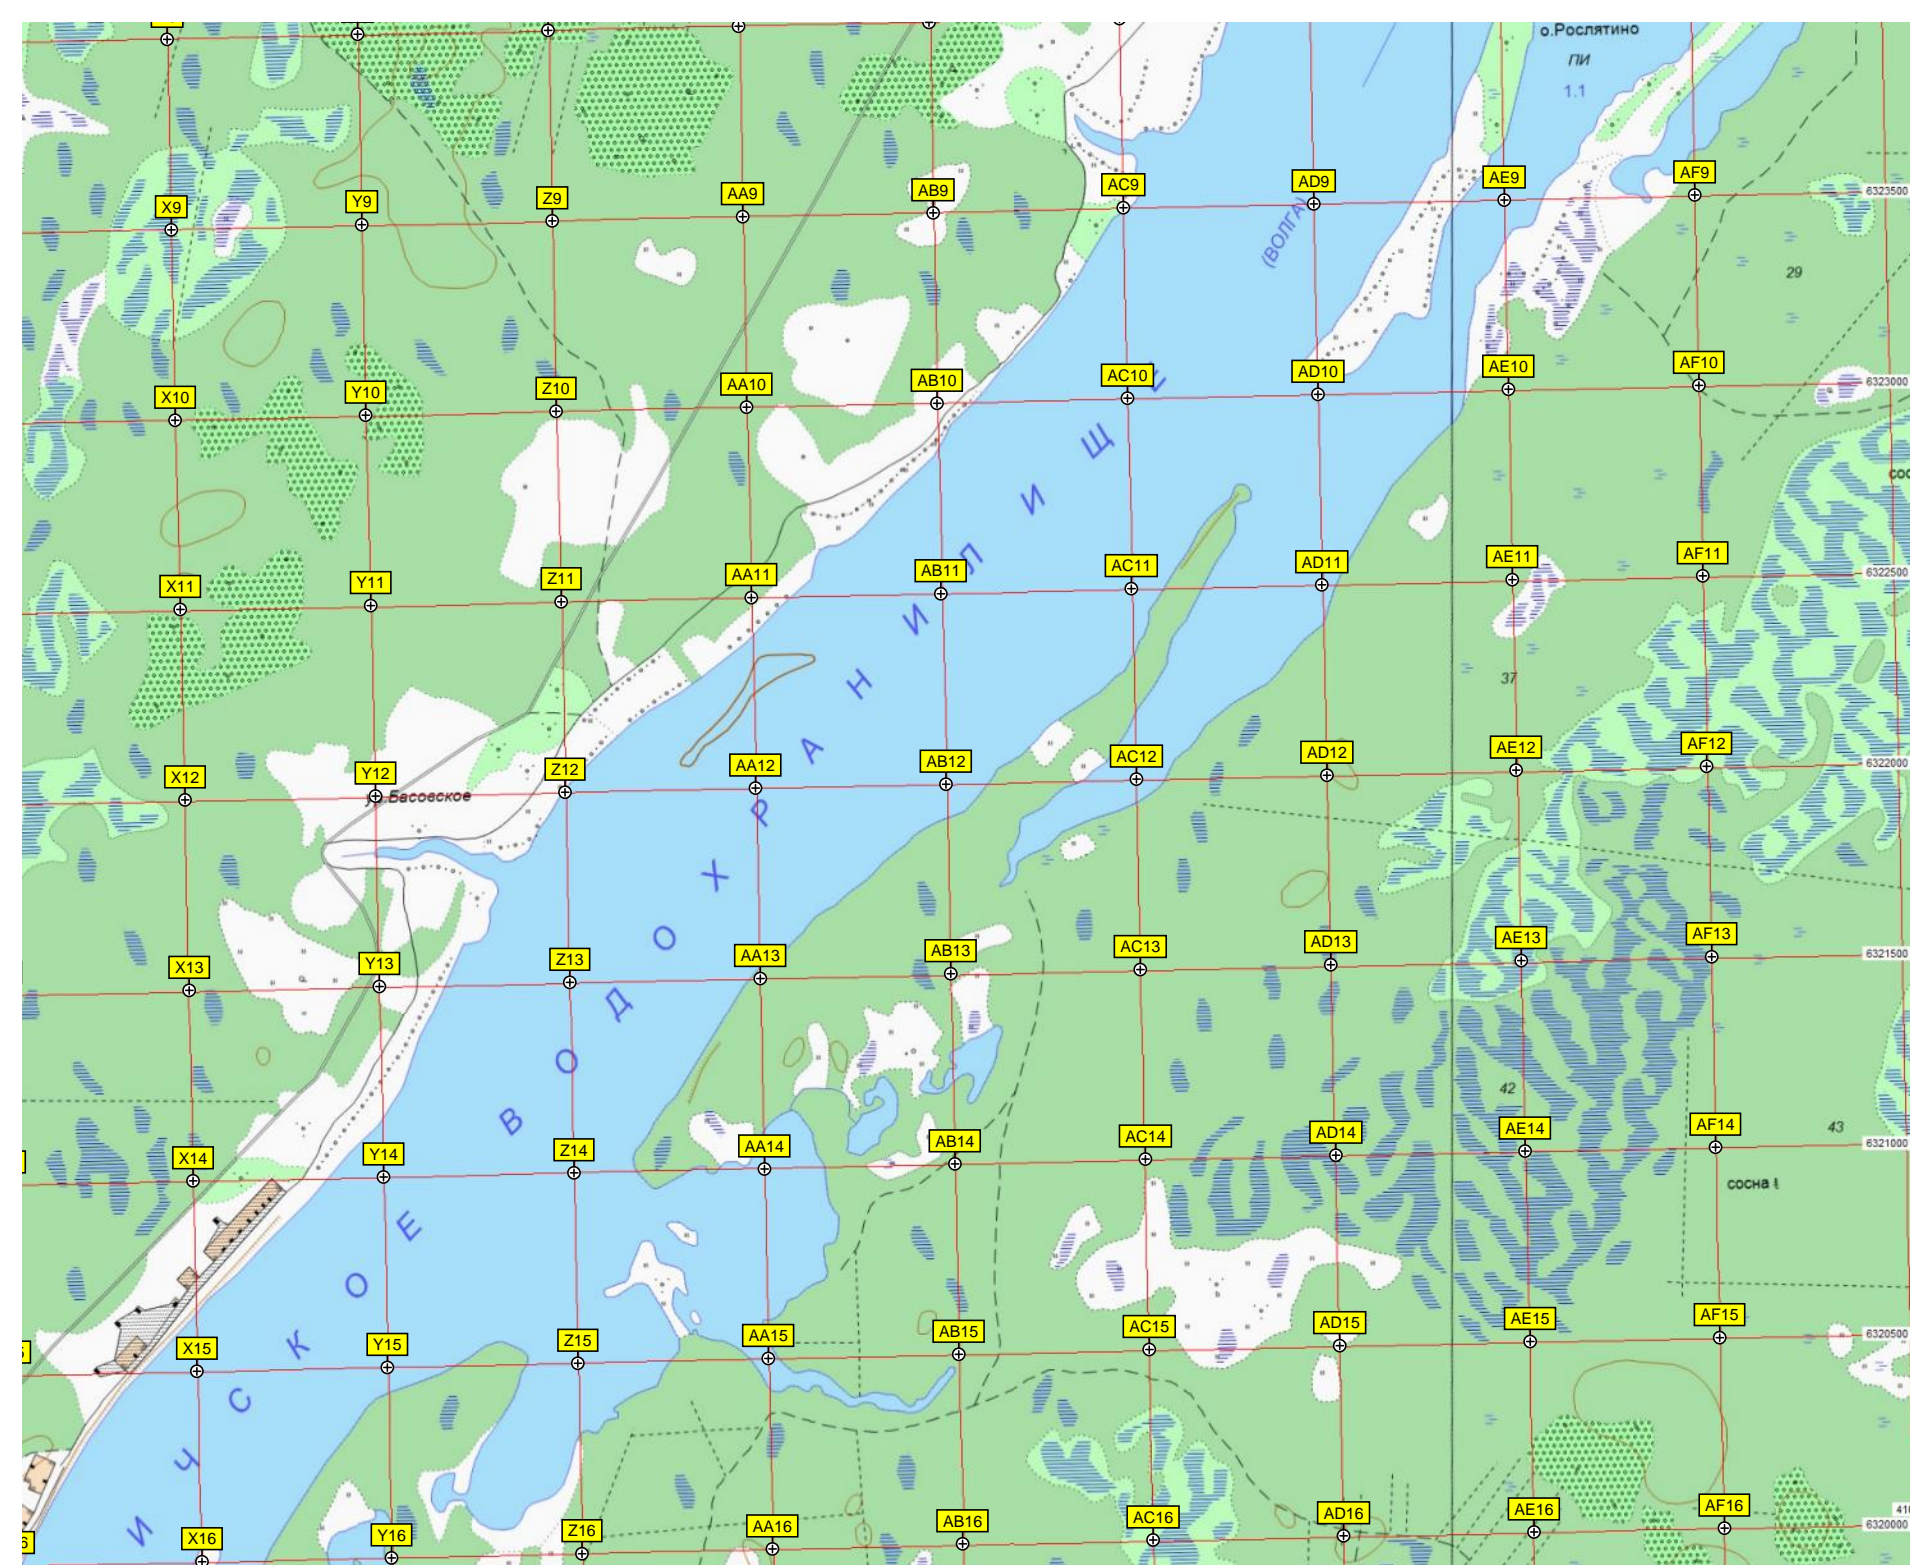 о.Рослятино
ПИ
1.1
X9 Y9 Z9 AA9 AB9 AC9 AD9 AE9 AF9
6323500
(ВОЛГА)
29
X10 Y10 Z10 AA10 AB10 AC10 AD10 AE10 AF10
6323000
X11 Y11 Z11 AA11 AB11 AC11 AD11 AE11 AF11
6322500
37
X12 Y12 Z12 AA12 AB12 AC12 AD12 AE12 AF12
6322000
ур.Басовское
X13 Y13 Z13 AA13 AB13 AC13 AD13 AE13 AF13
6321500
42
43
X14 Y14 Z14 AA14 AB14 AC14 AD14 AE14 AF14
6321000
сосна
X15 Y15 Z15 AA15 AB15 AC15 AD15 AE15 AF15
6320500
X16 Y16 Z16 AA16 AB16 AC16 AD16 AE16 AF16
6320000
ИЧСКОЕ ВОДОХРАНИЛИЩЕ